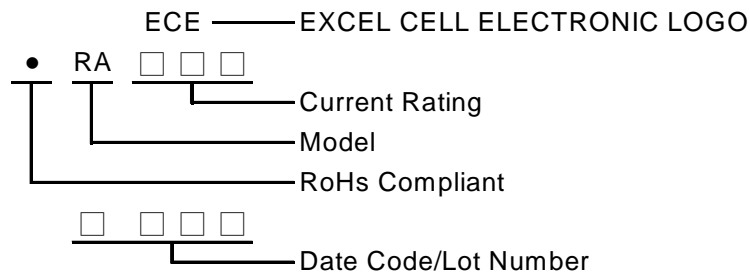 ECE EXCEL CELL ELECTRONIC LOGO
• RA □ □ □
Current Rating
Model
RoHs Compliant
□ □ □ □
Date Code/Lot Number